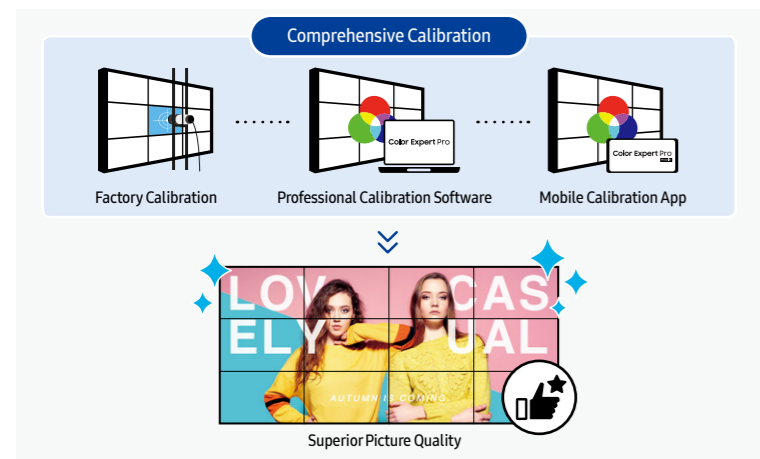 Comprehensive Calibration
Color Expert Pro
Color Expert Pro
Factory Calibration
Professional Calibration Software
Mobile Calibration App
LOV CAS
ELY UAL
AUTUMN IS COMING
Superior Picture Quality